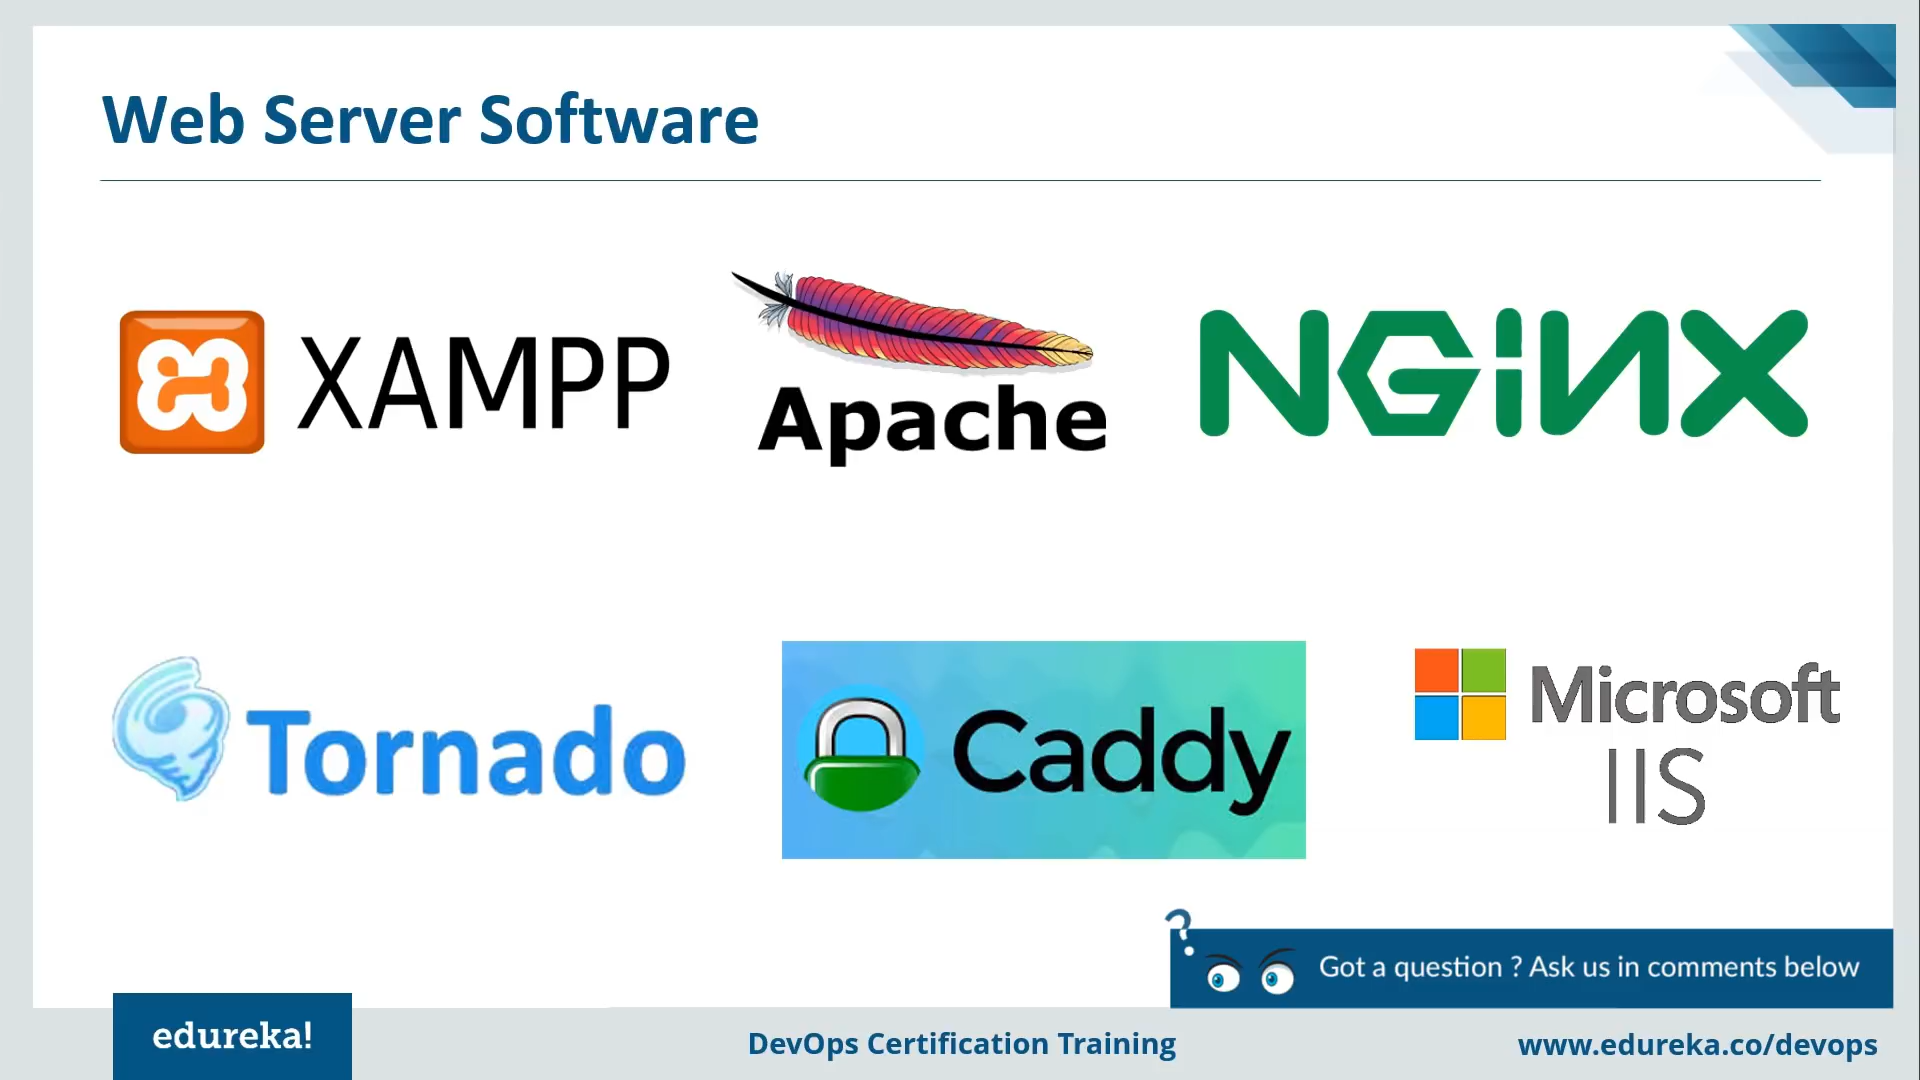 Web Server Software
XAMPP
Apache
NGiNX
Tornado
Caddy
Microsoft
IIS
?
Got a question ? Ask us in comments below
edureka!
DevOps Certification Training
www.edureka.co/devops